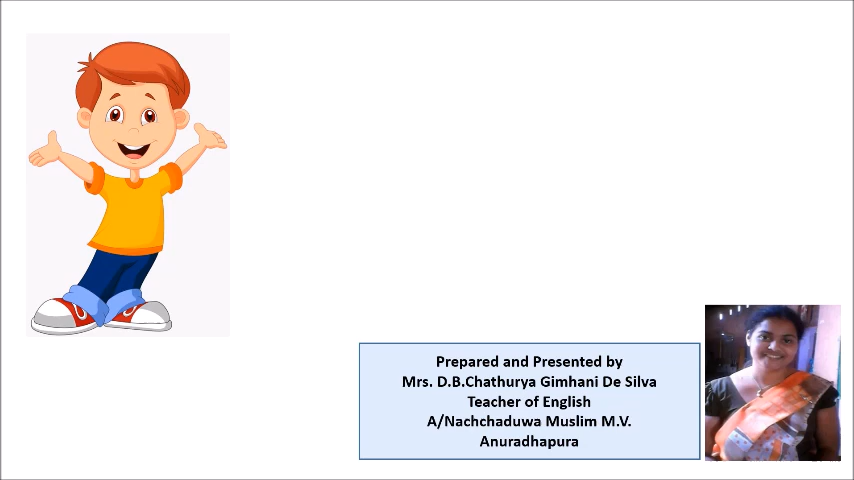 Prepared and Presented by
Mrs. D.B.Chathurya Gimhani De Silva
Teacher of English
A/Nachchaduwa Muslim M.V.
Anuradhapura